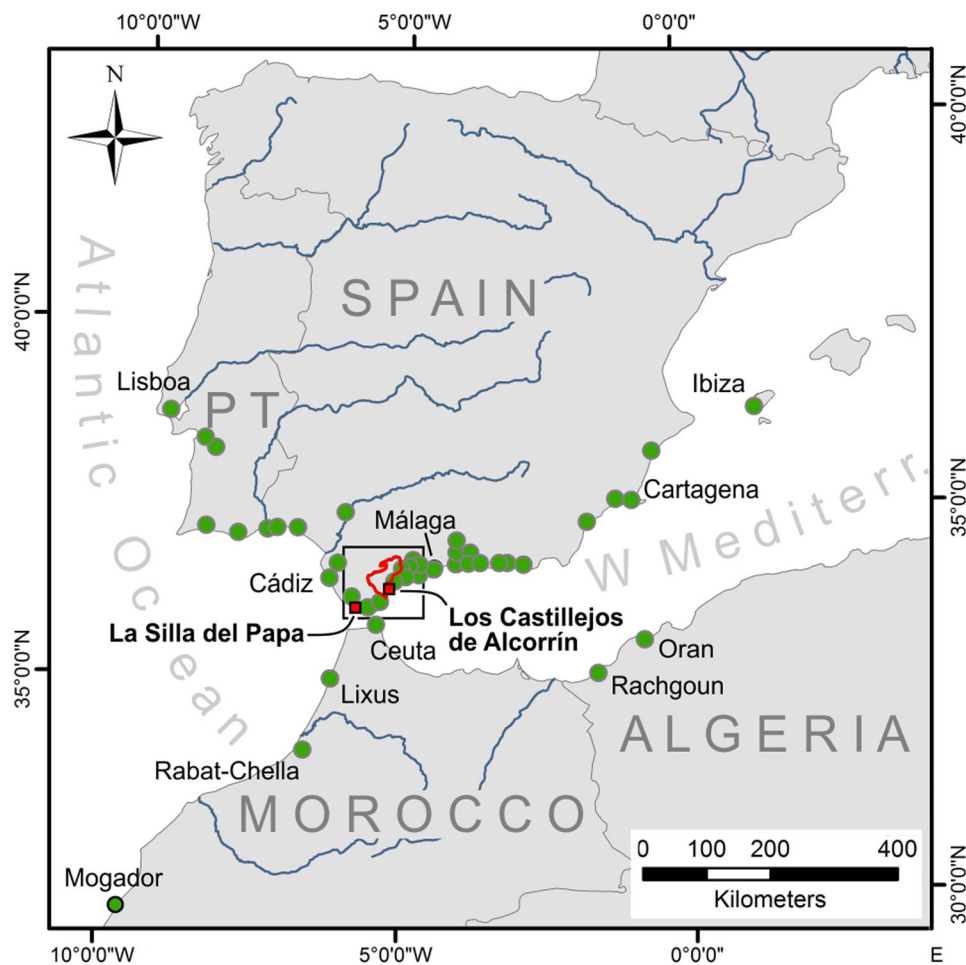 10°0'0"W 5°0'0"W 0°0'0"
N
40°0'0"N
40°0'0"N
SPAIN
Atlantic Ocean
Lisboa
PT
Ibiza
Cartagena
35°0'0"N
W Mediterr.
Málaga
Cádiz
La Silla del Papa
Los Castillejos
de Alcorrín
Ceuta
Oran
35°0'0"N
Lixus
Rachgoun
ALGERIA
Rabat-Chella
MOROCCO
0 100 200 400
Kilometers
Mogador
30°0'0"N
10°0'0"W 5°0'0"W 0°0'0" E